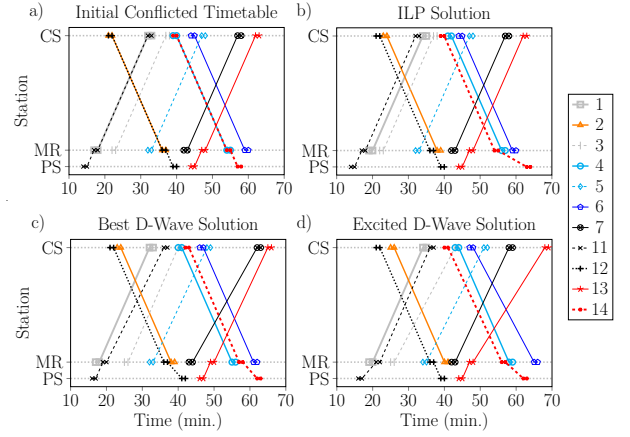 a) Initial Conflicted Timetable
CS
MR
PS
Station
10 20 30 40 50 60 70
b) ILP Solution
CS
MR
PS
10 20 30 40 50 60 70
c) Best D-Wave Solution
CS
MR
PS
Station
10 20 30 40 50 60 70
Time (min.)
d) Excited D-Wave Solution
CS
MR
PS
10 20 30 40 50 60 70
Time (min.)
1
2
3
4
5
6
7
11
12
13
14